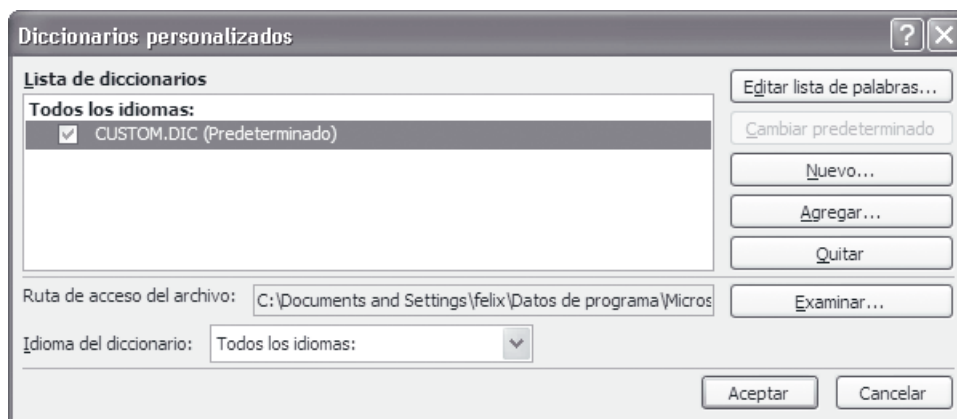 Diccionarios personalizados
Lista de diccionarios
Todos los idiomas:
CUSTOM.DIC (Predeterminado)
Editar lista de palabras...
Cambiar predeterminado
Nuevo...
Agregar...
Quitar
Ruta de acceso del archivo: C:\Documents and Settings\felix\Datos de programa\Micros
Examinar...
Idioma del diccionario: Todos los idiomas:
Aceptar Cancelar